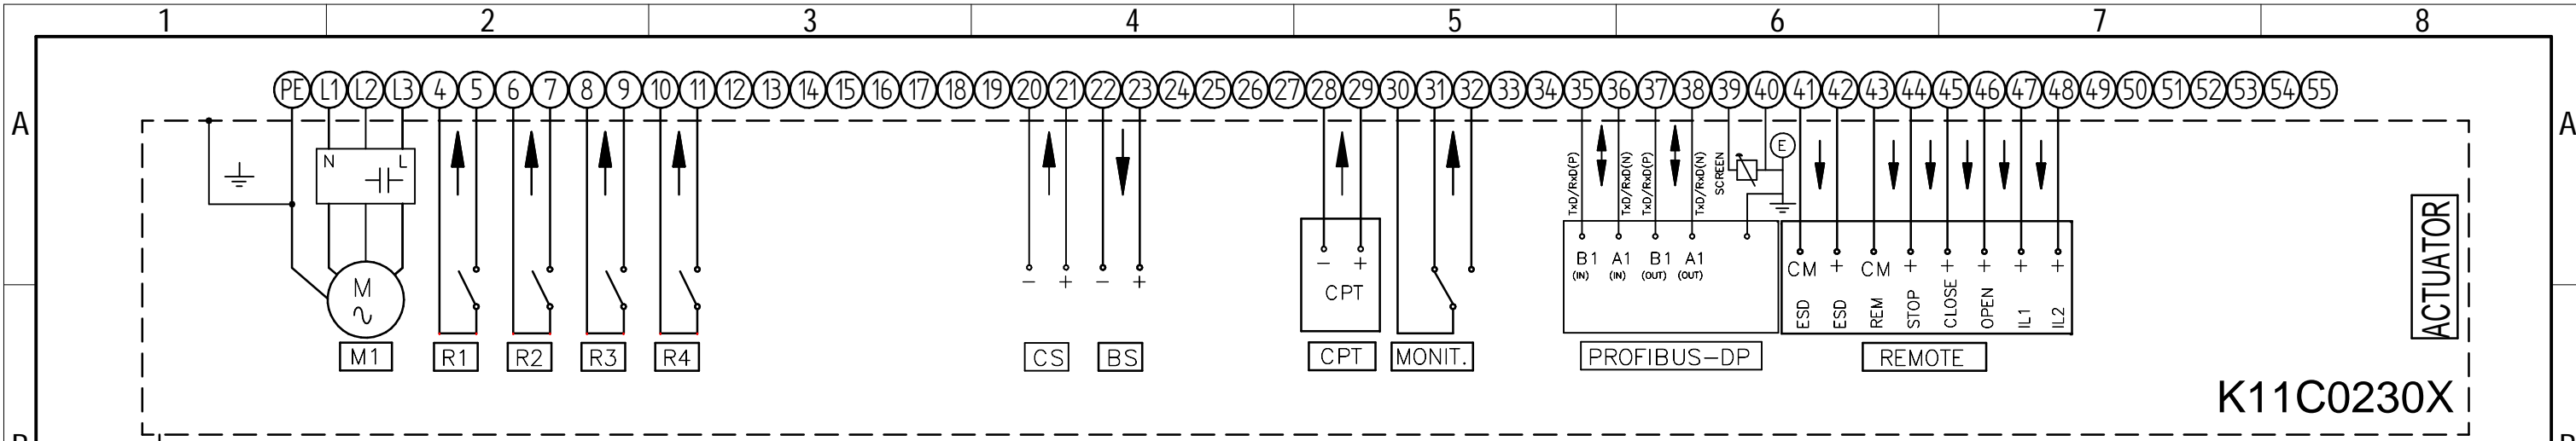 1 2 3 4 5 6 7 8
PE L1 L2 L3 4 5 6 7 8 9 10 11 12 13 14 15 16 17 18 19 20 21 22 23 24 25 26 27 28 29 30 31 32 33 34 35 36 37 38 39 40 41 42 43 44 45 46 47 48 49 50 51 52 53 54 55
A A
N L
TxD/RxD(P) TxD/RxD(N) TxD/RxD(P) TxD/RxD(N) SCREEN
E
B1 A1 B1 A1
(IN) (IN) (OUT) (OUT)
CM + CM + + + + +
− + − +
− +
CPT
M
ESD ESD REM STOP CLOSE OPEN IL1 IL2
ACTUATOR
M1 R1 R2 R3 R4 CS BS CPT MONIT. PROFIBUS-DP REMOTE
K11C0230X